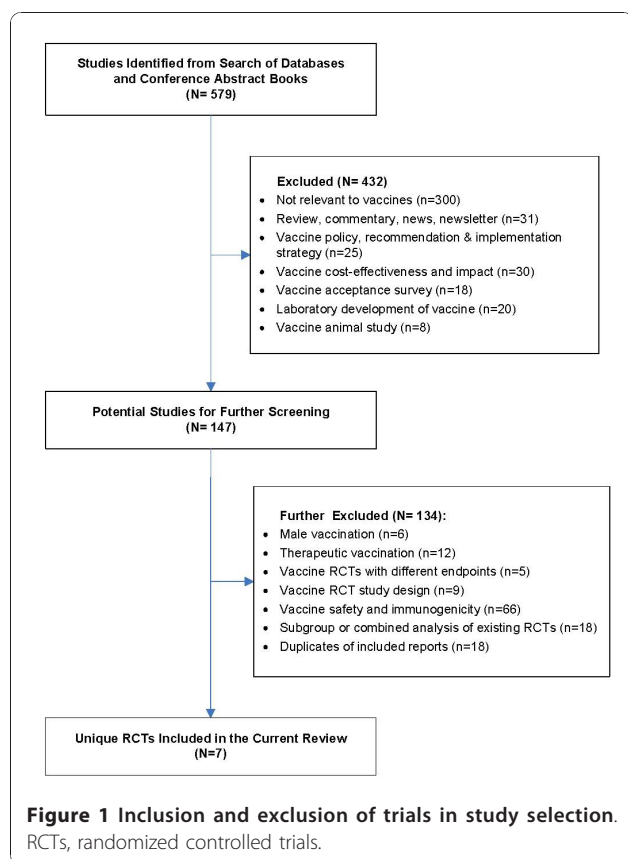 Studies Identified from Search of Databases
and Conference Abstract Books
(N= 579)
Excluded (N= 432)
• Not relevant to vaccines (n=300)
• Review, commentary, news, newsletter (n=31)
• Vaccine policy, recommendation & implementation
strategy (n=25)
• Vaccine cost-effectiveness and impact (n=30)
• Vaccine acceptance survey (n=18)
• Laboratory development of vaccine (n=20)
• Vaccine animal study (n=8)
Potential Studies for Further Screening
(N= 147)
Further Excluded (N= 134):
• Male vaccination (n=6)
• Therapeutic vaccination (n=12)
• Vaccine RCTs with different endpoints (n=5)
• Vaccine RCT study design (n=9)
• Vaccine safety and immunogenicity (n=66)
• Subgroup or combined analysis of existing RCTs (n=18)
• Duplicates of included reports (n=18)
Unique RCTs Included in the Current Review
(N=7)
Figure 1 Inclusion and exclusion of trials in study selection.
RCTs, randomized controlled trials.